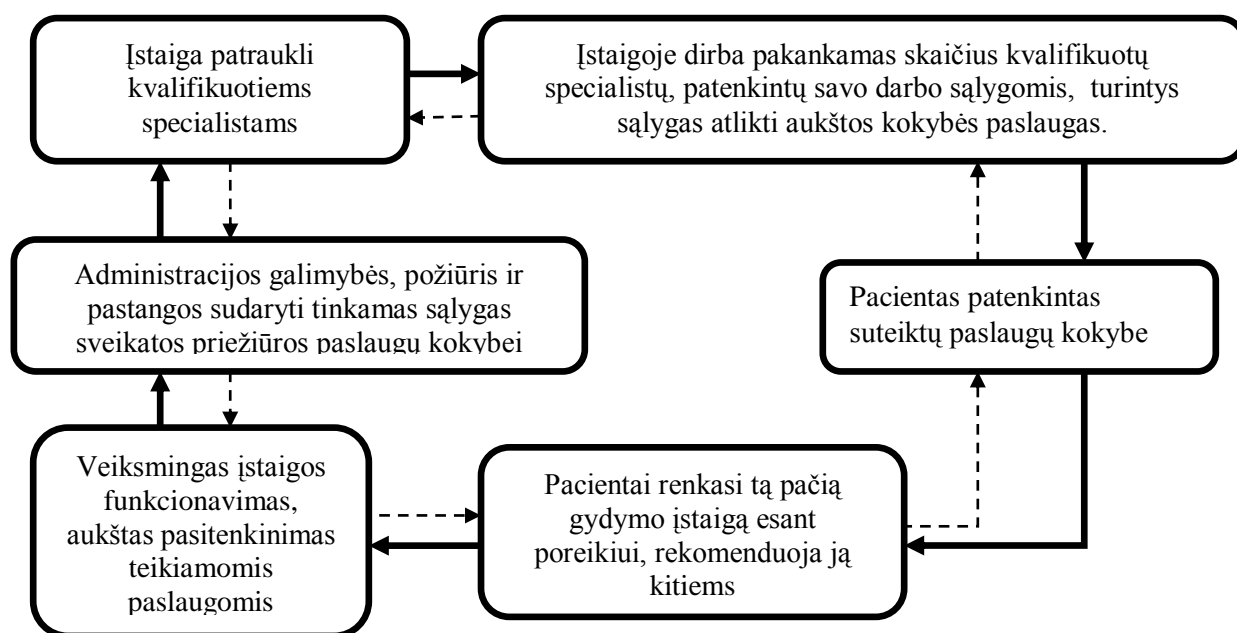 Įstaiga patraukli
kvalifikuotiems
specialistams
Įstaigoje dirba pakankamas skaičius kvalifikuotų
specialistų, patenkintų savo darbo sąlygomis, turintys
sąlygas atlikti aukštos kokybės paslaugas.
Administracijos galimybės, požiūris ir
pastangos sudaryti tinkamas sąlygas
sveikatos priežiūros paslaugų kokybei
Pacientas patenkintas
suteiktų paslaugų kokybe
Veiksmingas įstaigos
funkcionavimas,
aukštas pasitenkinimas
teikiamomis
paslaugomis
Pacientai renkasi tą pačią
gydymo įstaigą esant
poreikiui, rekomenduoja ją
kitiems